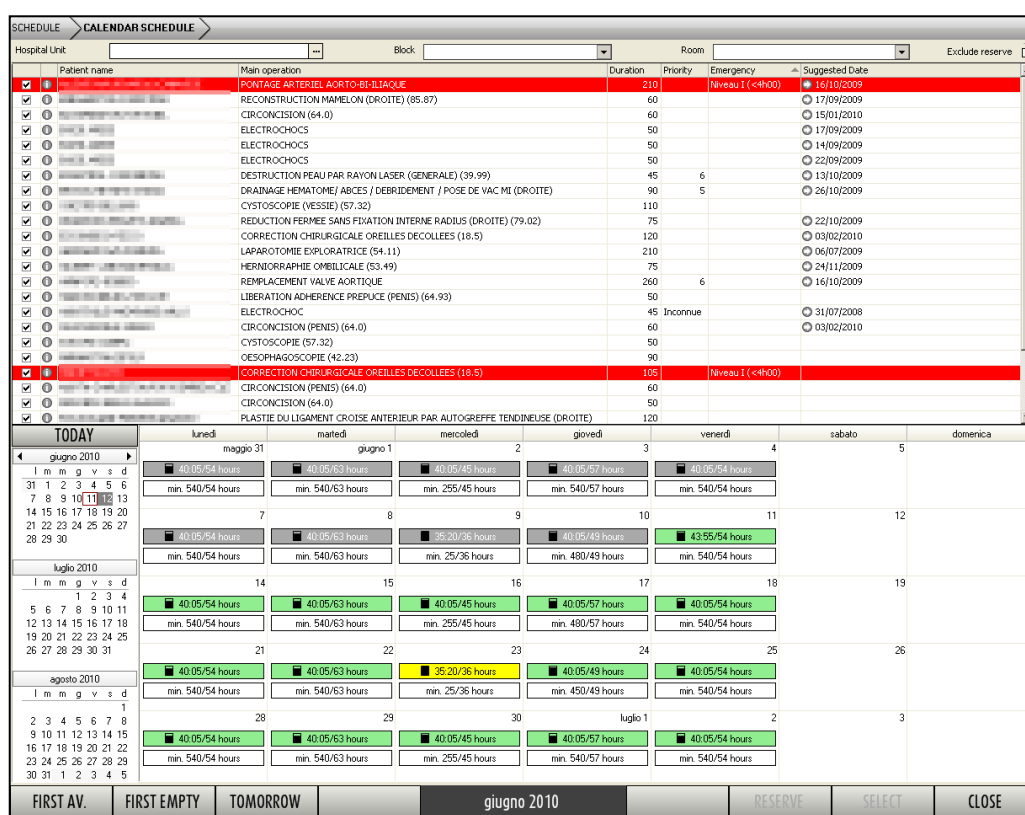 SCHEDULE CALENDAR SCHEDULE
Hospital Unit ... Block Room Exclude reserve
Patient name Main operation Duration Priority Emergency Suggested Date
PONTAGE ARTERIEL AORTO-BI-ILIAQUE 210 Niveau I (<4h00) 16/10/2009
RECONSTRUCTION MAMELON (DROITE) (85.87) 60 17/09/2009
CIRCONCISION (64.0) 60 15/01/2010
ELECTROCHOCS 50 17/09/2009
ELECTROCHOCS 50 14/09/2009
ELECTROCHOCS 50 22/09/2009
DESTRUCTION PEAU PAR RAYON LASER (GENERALE) (39.99) 45 6 13/10/2009
DRAINAGE HEMATOME/ ABCES / DEBRIDEMENT / POSE DE VAC MI (DROITE) 90 5 26/10/2009
CYSTOSCOPIE (VESSIE) (57.32) 110
REDUCTION FERMEE SANS FIXATION INTERNE RADIUS (DROITE) (79.02) 75 22/10/2009
CORRECTION CHIRURGICALE OREILLES DECOLLEES (18.5) 120 03/02/2010
LAPAROTOMIE EXPLORATRICE (54.11) 210 06/07/2009
HERNIORRAPHIE OMBILICALE (53.49) 75 24/11/2009
REMPLACEMENT VALVE AORTIQUE 260 6 16/10/2009
LIBERATION ADHERENCE PREPUCE (PENIS) (64.93) 50
ELECTROCHOC 45 Inconnue 31/07/2008
CIRCONCISION (PENIS) (64.0) 60 03/02/2010
CYSTOSCOPIE (57.32) 50
OESOPHAGOSCOPIE (42.23) 90
CORRECTION CHIRURGICALE OREILLES DECOLLEES (18.5) 105 Niveau I (<4h00)
CIRCONCISION (PENIS) (64.0) 60
CIRCONCISION (64.0) 50
PLASTIE DU LIGAMENT CROISE ANTERIEUR PAR AUTOGREFFE TENDINEUSE (DROITE) 120
TODAY
giugno 2010
l m m g v s d
31 1 2 3 4 5 6
7 8 9 10 11 12 13
14 15 16 17 18 19 20
21 22 23 24 25 26 27
28 29 30
luglio 2010
l m m g v s d
1 2 3 4
5 6 7 8 9 10 11
12 13 14 15 16 17 18
19 20 21 22 23 24 25
26 27 28 29 30 31
agosto 2010
l m m g v s d
1
2 3 4 5 6 7 8
9 10 11 12 13 14 15
16 17 18 19 20 21 22
23 24 25 26 27 28 29
30 31 1 2 3 4 5
lunedì martedì mercoledì giovedì venerdì sabato domenica
maggio 31 giugno 1 2 3 4 5
40:05/54 hours 40:05/63 hours 40:05/45 hours 40:05/57 hours 40:05/54 hours
min. 540/54 hours min. 540/63 hours min. 255/45 hours min. 540/57 hours min. 540/54 hours
7 8 9 10 11 12
40:05/54 hours 40:05/63 hours 35:20/36 hours 40:05/49 hours 43:55/54 hours
min. 540/54 hours min. 540/63 hours min. 25/36 hours min. 480/49 hours min. 540/54 hours
14 15 16 17 18 19
40:05/54 hours 40:05/63 hours 40:05/45 hours 40:05/57 hours 40:05/54 hours
min. 540/54 hours min. 540/63 hours min. 255/45 hours min. 480/57 hours min. 540/54 hours
21 22 23 24 25 26
40:05/54 hours 40:05/63 hours 35:20/36 hours 40:05/49 hours 40:05/54 hours
min. 540/54 hours min. 540/63 hours min. 25/36 hours min. 450/49 hours min. 540/54 hours
28 29 30 luglio 1 2 3
40:05/54 hours 40:05/63 hours 40:05/45 hours 40:05/57 hours 40:05/54 hours
min. 540/54 hours min. 540/63 hours min. 255/45 hours min. 540/57 hours min. 540/54 hours
FIRST AV. FIRST EMPTY TOMORROW giugno 2010 RESERVE SELECT CLOSE